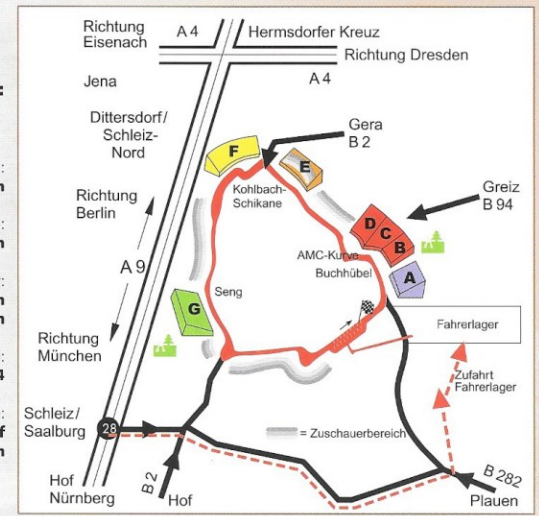 Richtung
Eisenach
A 4
Hermsdorfer Kreuz
Richtung Dresden
A 4
Jena
Dittersdorf/
Schleiz-
Nord
Gera
B 2
F
E
Kohlbach-
Schikane
Greiz
B 94
Richtung
Berlin
D
C
B
AMC-Kurve
Buchhübel
A
A 9
Seng
G
Fahrerlager
Richtung
München
Zufahrt
Fahrerlager
Schleiz/
Saalburg
28
= Zuschauerbereich
B 2
Hof
Hof
Nürnberg
B 282
Plauen